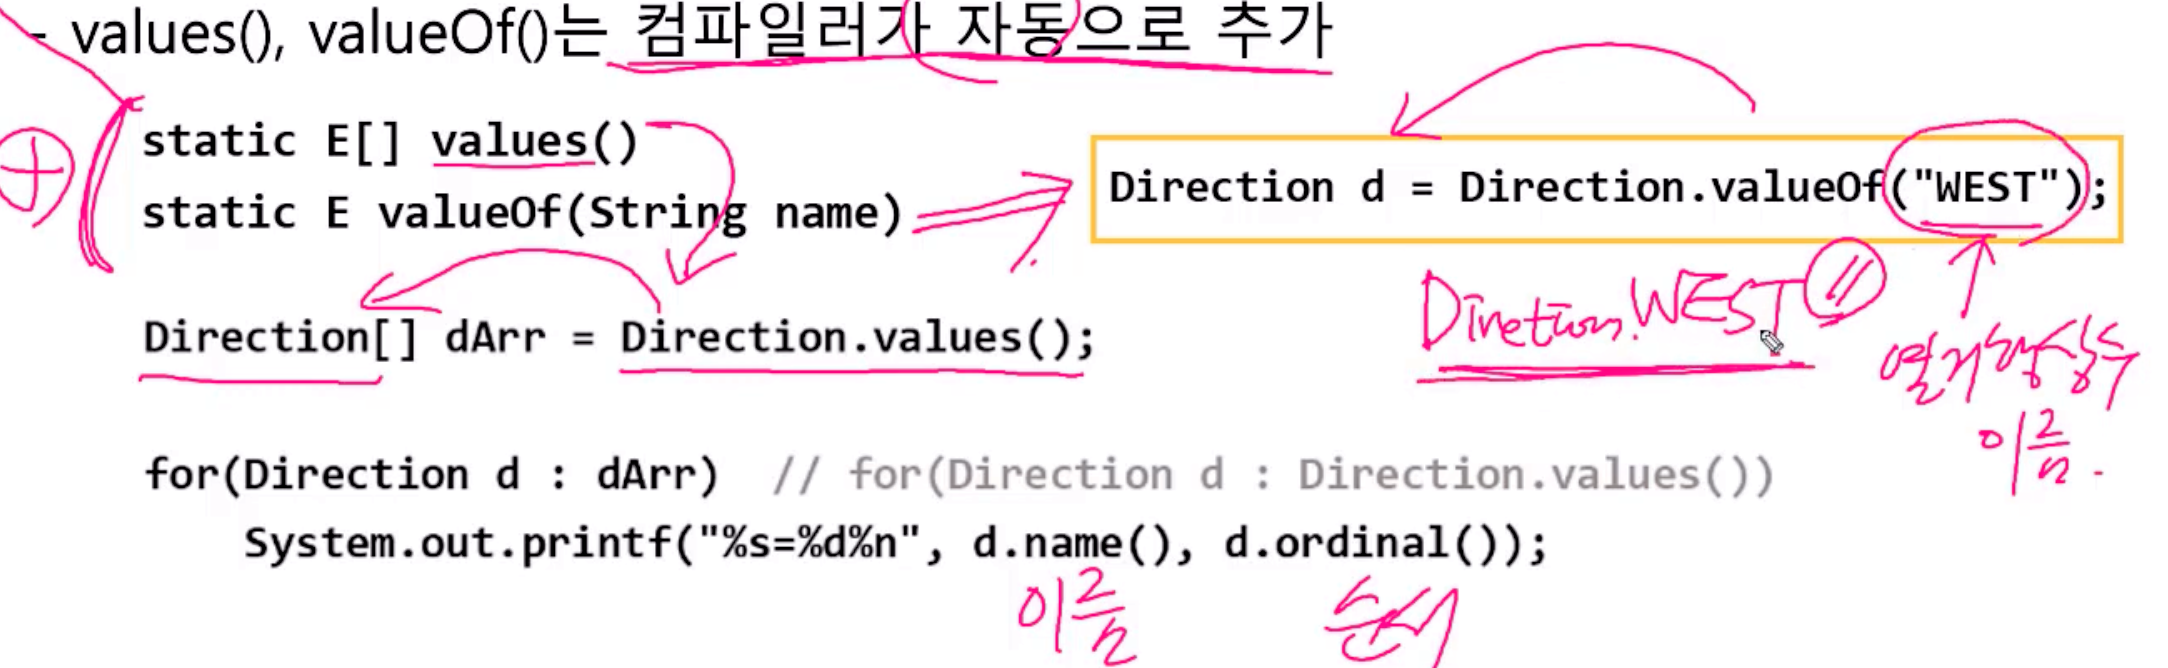 - values(), valueOf()는 컴파일러가 자동으로 추가
static E[] values()
static E valueOf(String name)
Direction d = Direction.valueOf("WEST");
Direction.WEST
열거형상수
이름.
Direction[] dArr = Direction.values();
for(Direction d : dArr) // for(Direction d : Direction.values())
System.out.printf("%s=%d%n", d.name(), d.ordinal());
이름 순서